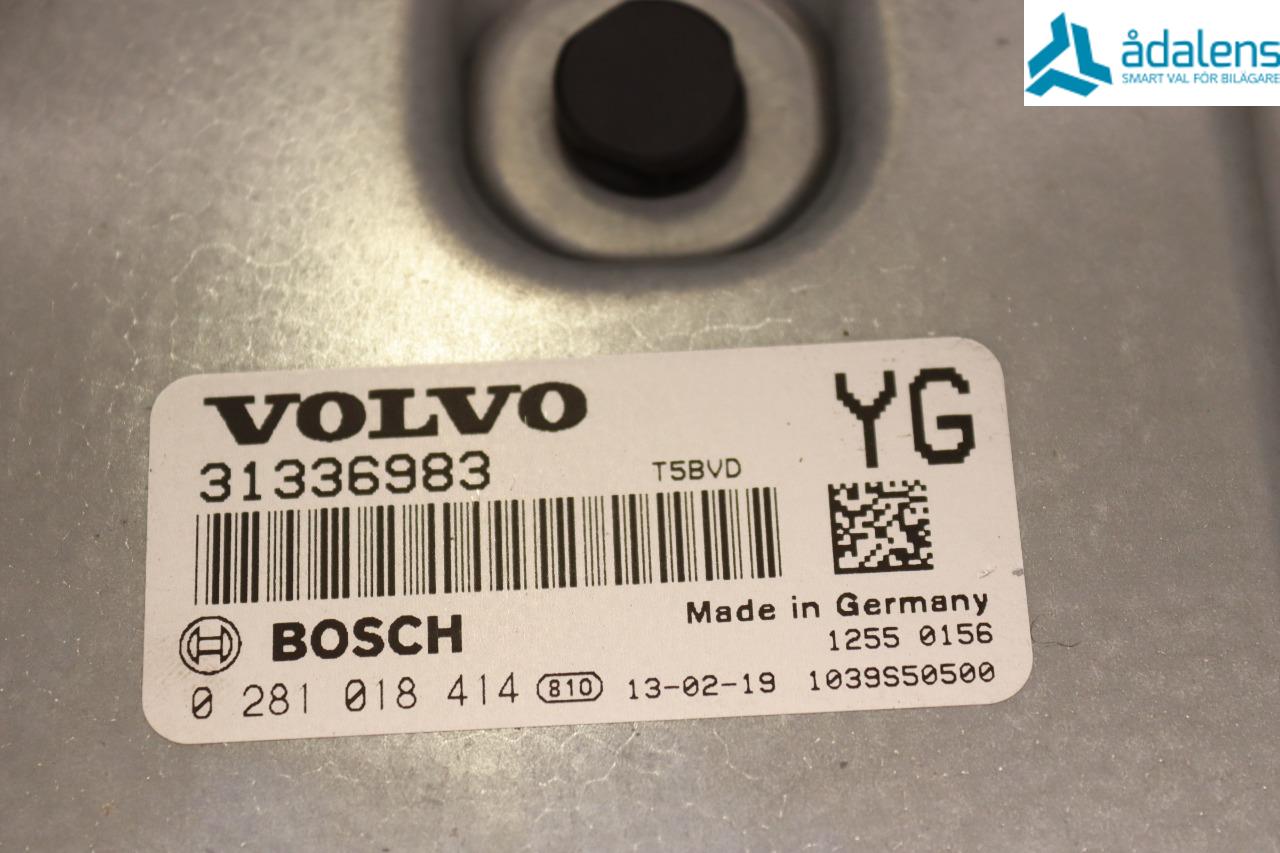 ådalens
SMART VAL FÖR BILÄGARE
VOLVO
YG
31336983
T5BVD
BOSCH
Made in Germany
1255 0156
0 281 018 414 810 13-02-19 1039S50500